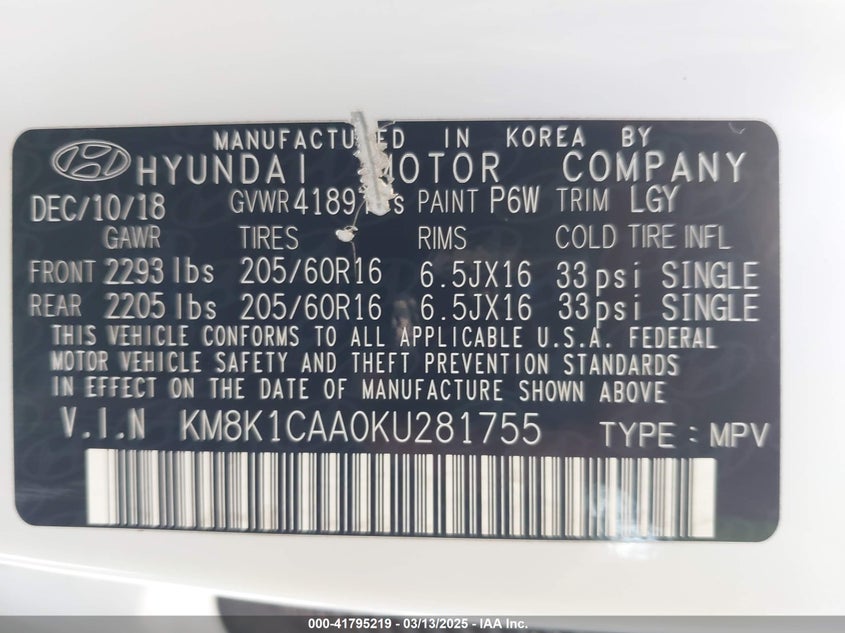 MANUFACTURED IN KOREA BY
HYUNDAI MOTOR COMPANY
DEC/10/18 GVWR 4189 PAINT P6W TRIM LGY
GAWR TIRES RIMS COLD TIRE INFL
FRONT 2293 lbs 205/60R16 6.5JX16 33 psi SINGLE
REAR 2205 lbs 205/60R16 6.5JX16 33 psi SINGLE
THIS VEHICLE CONFORMS TO ALL APPLICABLE U.S.A. FEDERAL
MOTOR VEHICLE SAFETY AND THEFT PREVENTION STANDARDS
IN EFFECT ON THE DATE OF MANUFACTURE SHOWN ABOVE
V.I.N KM8K1CAA0KU281755 TYPE : MPV
000-41795219 - 03/13/2025 - IAA Inc.